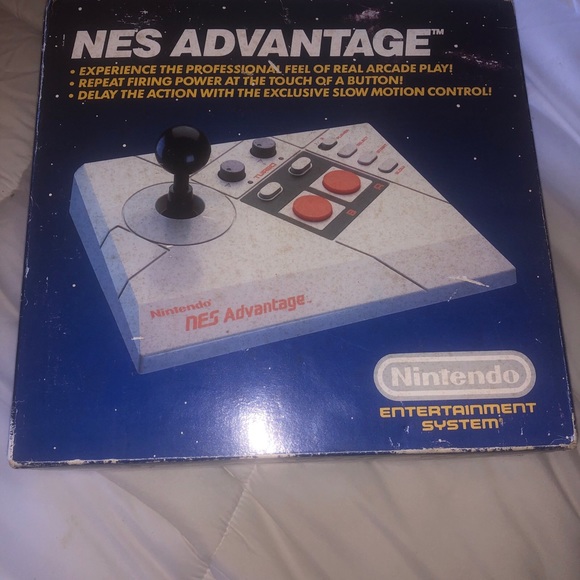 NES ADVANTAGE™
• EXPERIENCE THE PROFESSIONAL FEEL OF REAL ARCADE PLAY!
• REPEAT FIRING POWER AT THE TOUCH OF A BUTTON!
• DELAY THE ACTION WITH THE EXCLUSIVE SLOW MOTION CONTROL!
TURBO
A
B
Nintendo
NES Advantage
Nintendo
ENTERTAINMENT
SYSTEM